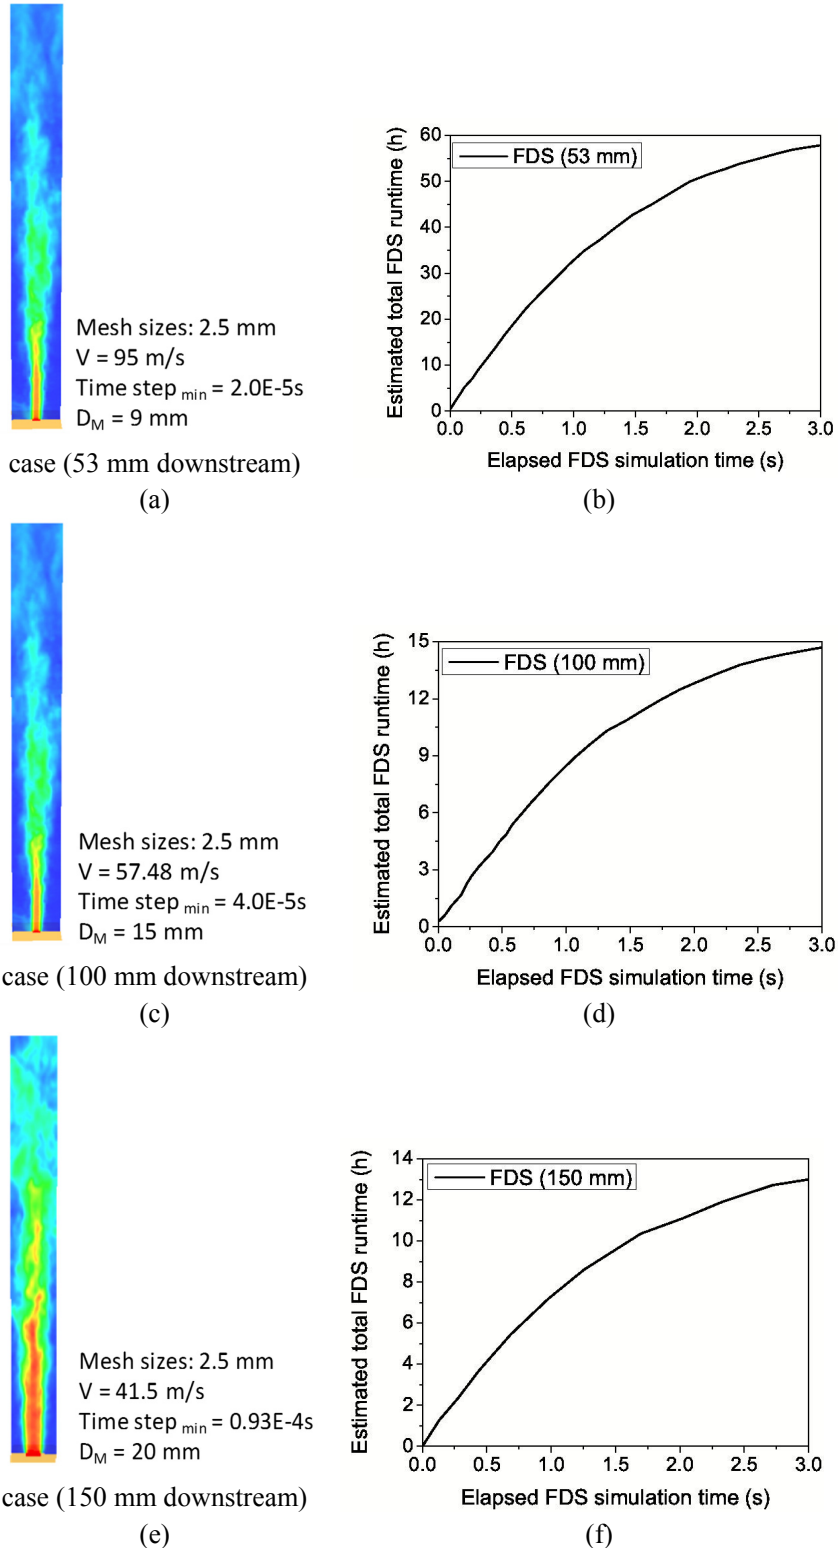 Mesh sizes: 2.5 mm
V = 95 m/s
Time step min = 2.0E-5s
D_M = 9 mm
case (53 mm downstream)
(a)
FDS (53 mm)
Estimated total FDS runtime (h)
60
50
40
30
20
10
0
0.0 0.5 1.0 1.5 2.0 2.5 3.0
Elapsed FDS simulation time (s)
(b)
Mesh sizes: 2.5 mm
V = 57.48 m/s
Time step min = 4.0E-5s
D_M = 15 mm
case (100 mm downstream)
(c)
FDS (100 mm)
Estimated total FDS runtime (h)
15
12
9
6
3
0
0.0 0.5 1.0 1.5 2.0 2.5 3.0
Elapsed FDS simulation time (s)
(d)
Mesh sizes: 2.5 mm
V = 41.5 m/s
Time step min = 0.93E-4s
D_M = 20 mm
case (150 mm downstream)
(e)
FDS (150 mm)
Estimated total FDS runtime (h)
14
12
10
8
6
4
2
0
0.0 0.5 1.0 1.5 2.0 2.5 3.0
Elapsed FDS simulation time (s)
(f)